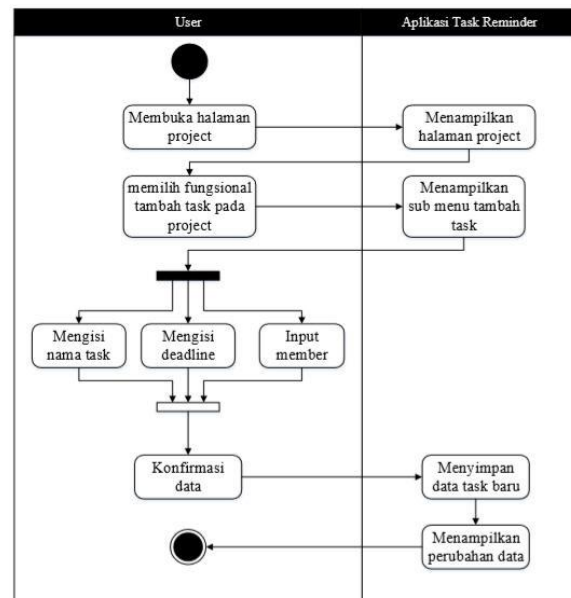 User
Aplikasi Task Reminder
Membuka halaman
project
Menampilkan
halaman project
memilih fungsional
tambah task pada
project
Menampilkan
sub menu tambah
task
Mengisi
nama task
Mengisi
deadline
Input
member
Konfirmasi
data
Menyimpan
data task baru
Menampilkan
perubahan data